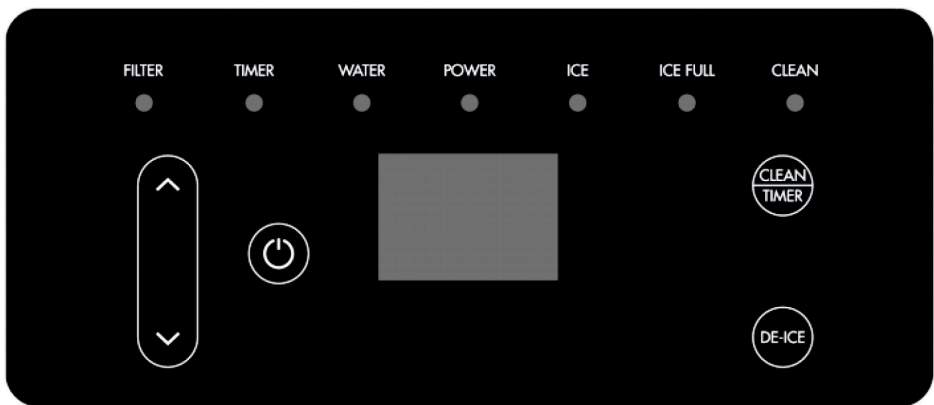 FILTER TIMER WATER POWER ICE ICE FULL CLEAN
CLEAN
TIMER
DE-ICE